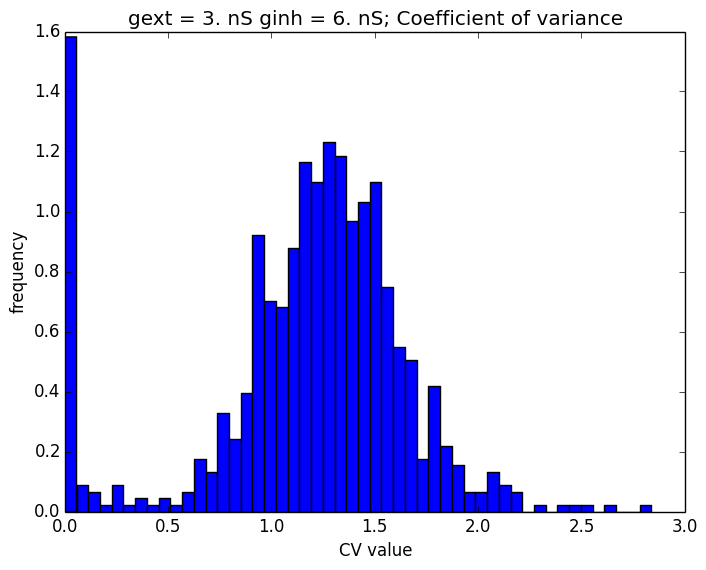 gext = 3. nS ginh = 6. nS; Coefficient of variance
1.6
1.4
1.2
1.0
0.8
0.6
0.4
0.2
0.0
frequency
0.0 0.5 1.0 1.5 2.0 2.5 3.0
CV value